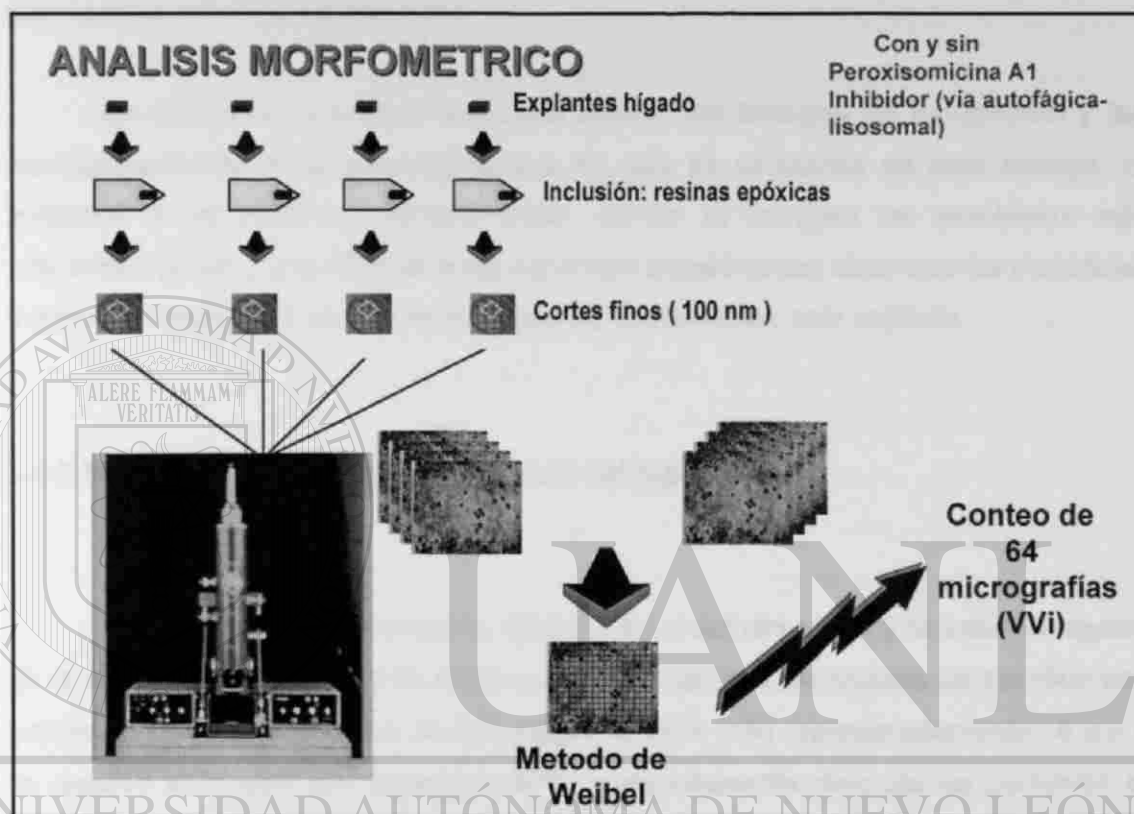 ANALISIS MORFOMETRICO
Con y sin
Peroxisomicina A1
Inhibidor (via autofágica-
lisosomal)
Explantes hígado
Inclusión: resinas epóxicas
Cortes finos ( 100 nm )
ALERE FLAMMAM
VERITATIS
Conteo de
64
micrografías
(VVi)
UANL
Metodo de
Weibel
UNIVERSIDAD AUTÓNOMA DE NUEVO LEÓN